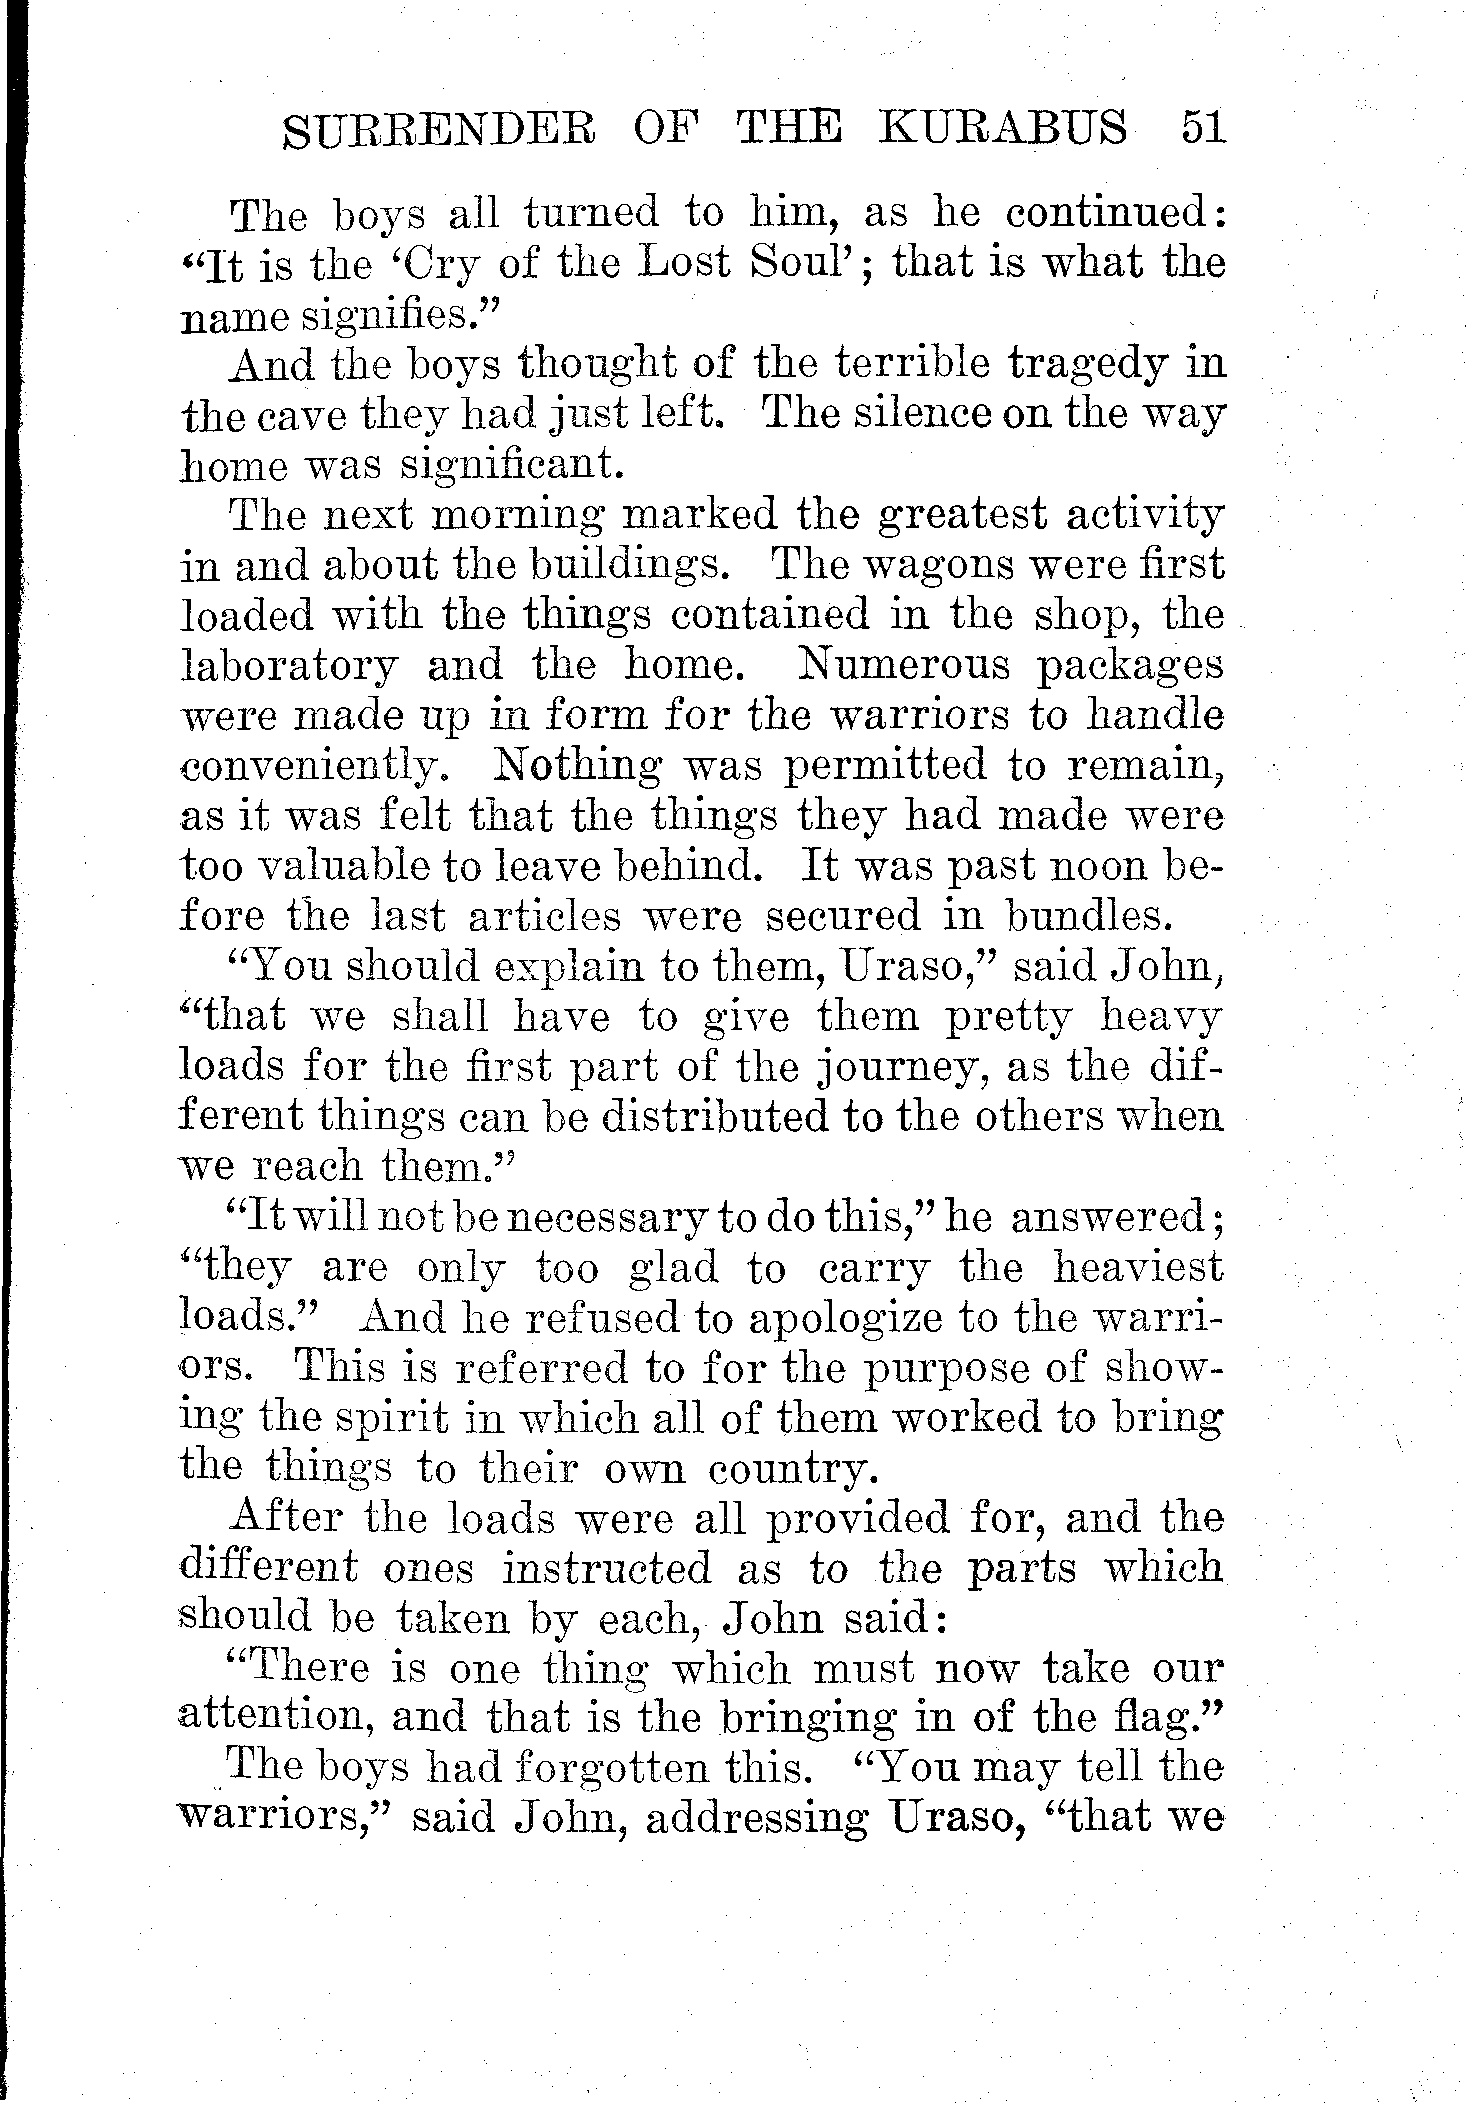 SURRENDER OF THE KURABUS 51
The boys all turned to him, as he continued:
“It is the ‘Cry of the Lost Soul’; that is what the
name signifies.”
And the boys thought of the terrible tragedy in
the cave they had just left. The silence on the way
home was significant.
The next morning marked the greatest activity
in and about the buildings. The wagons were first
loaded with the things contained in the shop, the
laboratory and the home. Numerous packages
were made up in form for the warriors to handle
conveniently. Nothing was permitted to remain,
as it was felt that the things they had made were
too valuable to leave behind. It was past noon be-
fore the last articles were secured in bundles.
“You should explain to them, Uraso,” said John,
“that we shall have to give them pretty heavy
loads for the first part of the journey, as the dif-
ferent things can be distributed to the others when
we reach them.”
“It will not be necessary to do this,” he answered;
“they are only too glad to carry the heaviest
loads.” And he refused to apologize to the warri-
ors. This is referred to for the purpose of show-
ing the spirit in which all of them worked to bring
the things to their own country.
After the loads were all provided for, and the
different ones instructed as to the parts which
should be taken by each, John said:
“There is one thing which must now take our
attention, and that is the bringing in of the flag.”
The boys had forgotten this. “You may tell the
warriors,” said John, addressing Uraso, “that we